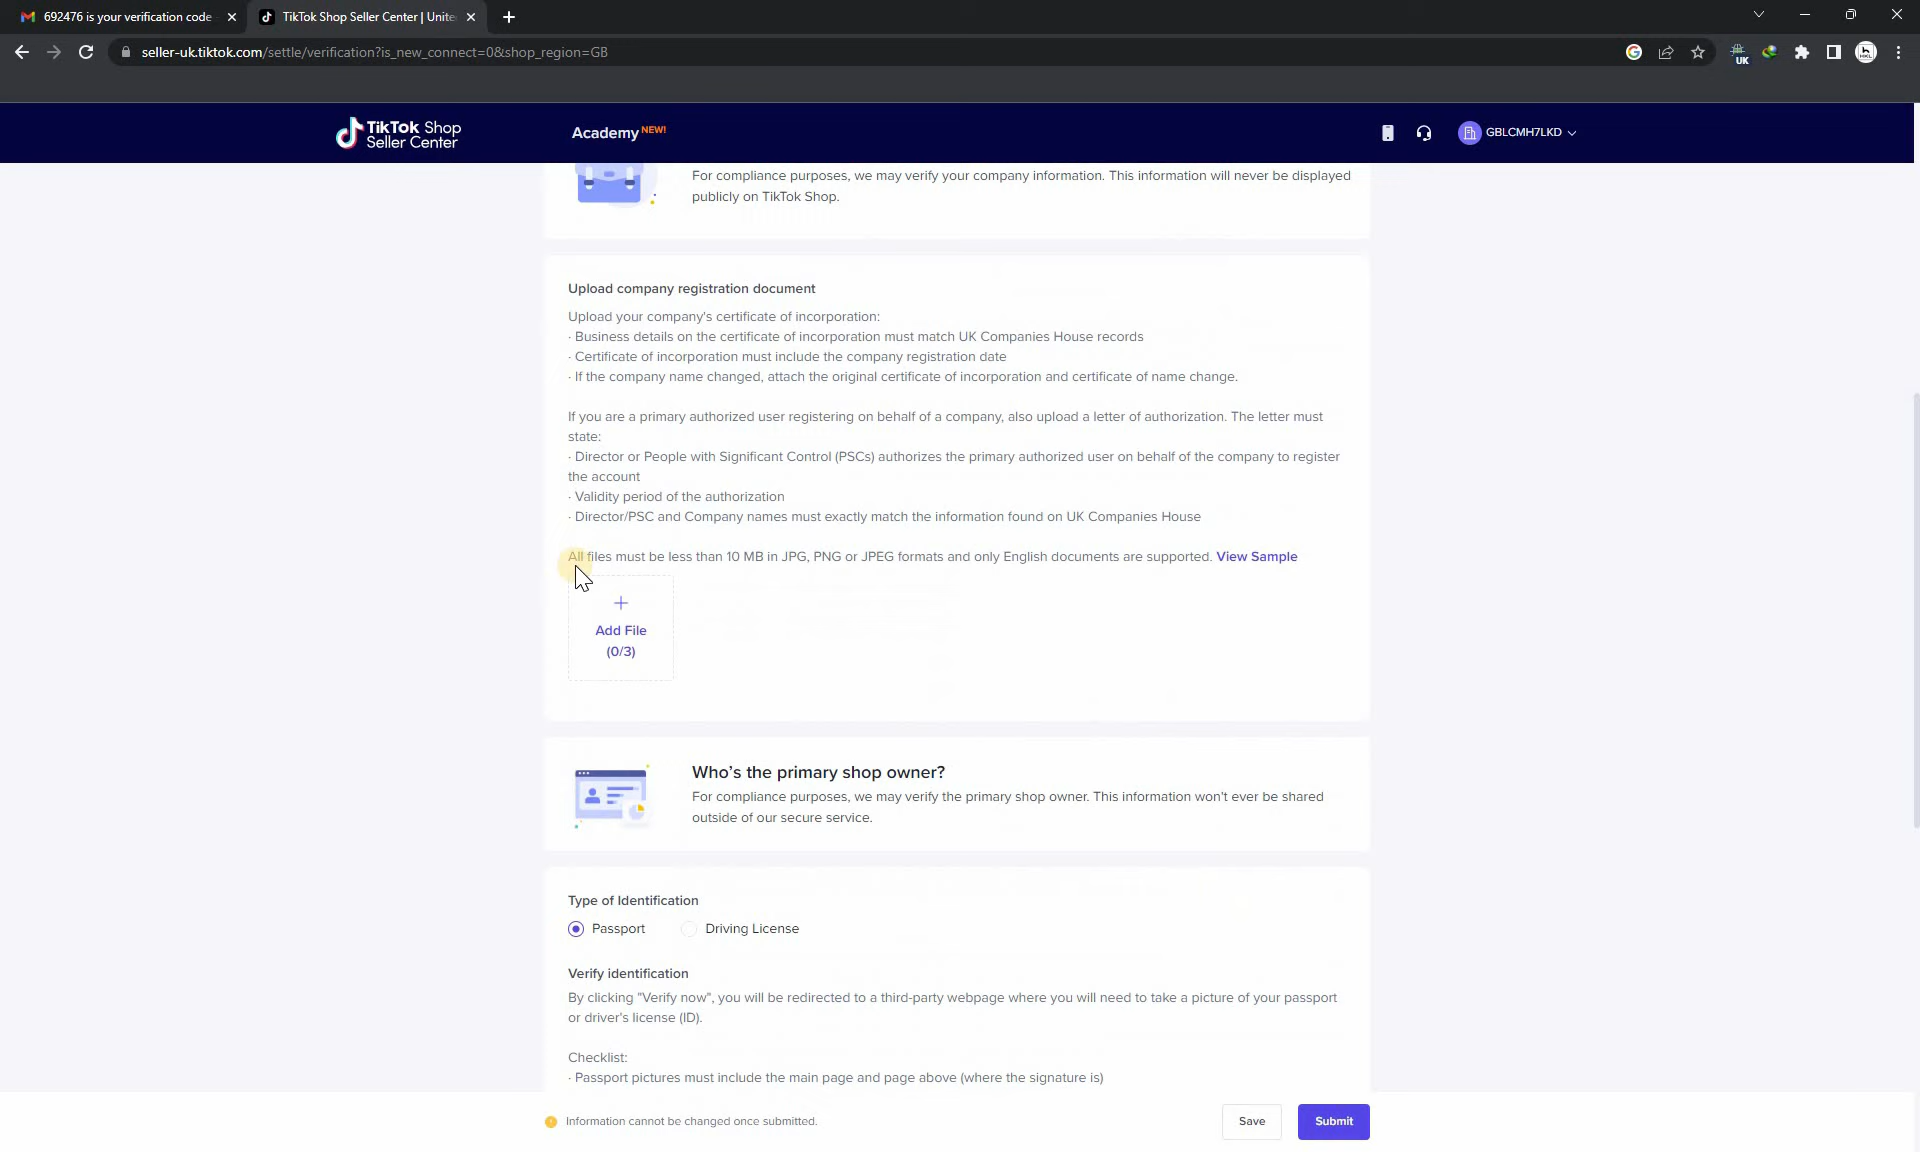 692476 is your verification code
TikTok Shop Seller Center | Unite
seller-uk.tiktok.com/settle/verification?is_new_connect=0&shop_region=GB
UK
TikTok Shop
Seller Center
Academy NEW!
GBLCMH7LKD
For compliance purposes, we may verify your company information. This information will never be displayed
publicly on TikTok Shop.
Upload company registration document
Upload your company's certificate of incorporation:
· Business details on the certificate of incorporation must match UK Companies House records
· Certificate of incorporation must include the company registration date
· If the company name changed, attach the original certificate of incorporation and certificate of name change.
If you are a primary authorized user registering on behalf of a company, also upload a letter of authorization. The letter must
state:
· Director or People with Significant Control (PSCs) authorizes the primary authorized user on behalf of the company to register
the account
· Validity period of the authorization
· Director/PSC and Company names must exactly match the information found on UK Companies House
All files must be less than 10 MB in JPG, PNG or JPEG formats and only English documents are supported. View Sample
+
Add File
(0/3)
Who's the primary shop owner?
For compliance purposes, we may verify the primary shop owner. This information won't ever be shared
outside of our secure service.
Type of Identification
Passport
Driving License
Verify identification
By clicking "Verify now", you will be redirected to a third-party webpage where you will need to take a picture of your passport
or driver's license (ID).
Checklist:
· Passport pictures must include the main page and page above (where the signature is)
Information cannot be changed once submitted.
Save
Submit